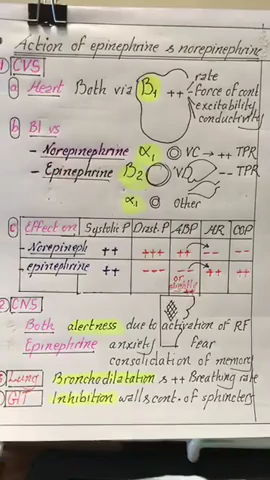 Action of epinephrine & norepinephrine
1) CVS
a Heart Both via B1 ++ rate
Force of cont
excitability
conductivity
b Bl vs
- Norepinephrine α1 VC → ++ TPR
- Epinephrine B2 VD -- TPR
α1 Other
c Effect on Systolic P Diast. P ABP HR COP
- Norepineph ++ +++ ++ -- --
- epinephrine ++ --- -- ++ ++
or
2) CNS
Both alertness due to activation of RF
Epinephrine anxiety fear
consolidation of memory
Lung Bronchodilatation & ++ Breathing rate
GIT Inhibition wall & cont. of sphincters